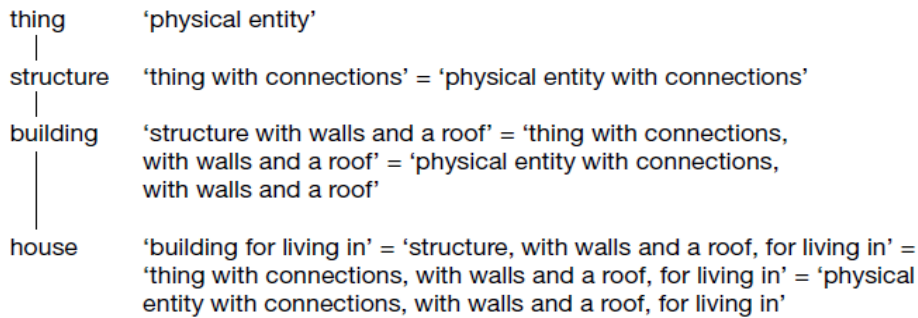 thing ‘physical entity’
structure ‘thing with connections’ = ‘physical entity with connections’
building ‘structure with walls and a roof’ = ‘thing with connections,
with walls and a roof’ = ‘physical entity with connections,
with walls and a roof’
house ‘building for living in’ = ‘structure, with walls and a roof, for living in’ =
‘thing with connections, with walls and a roof, for living in’ = ‘physical
entity with connections, with walls and a roof, for living in’